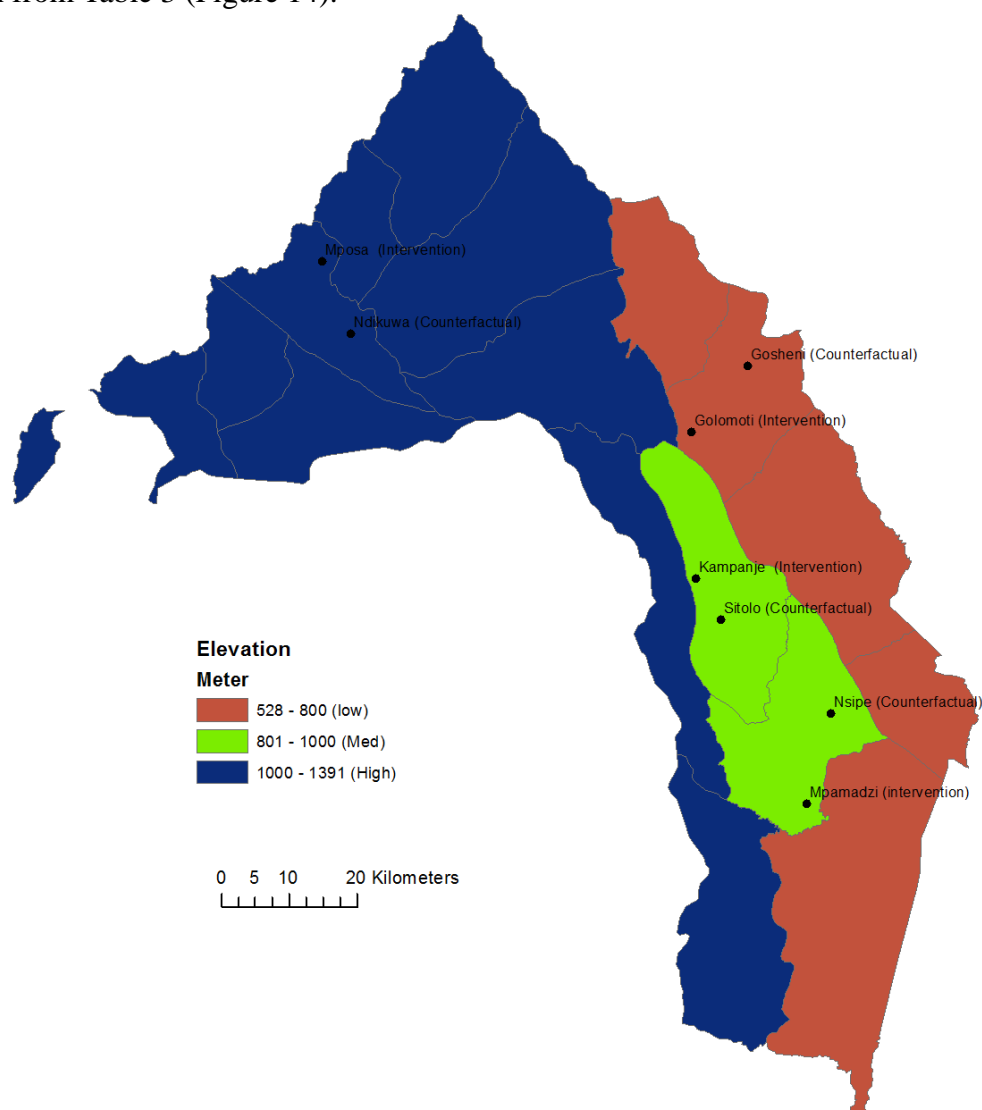 from Table 3 (Figure 14).
Mposa (Intervention)
Ndikuwa (Counterfactual)
Gosheni (Counterfactual)
Golomoti (Intervention)
Kampanje (Intervention)
Sitolo (Counterfactual)
Nsipe (Counterfactual)
Mpamadzi (intervention)
Elevation
Meter
528 - 800 (low)
801 - 1000 (Med)
1000 - 1391 (High)
0 5 10 20 Kilometers